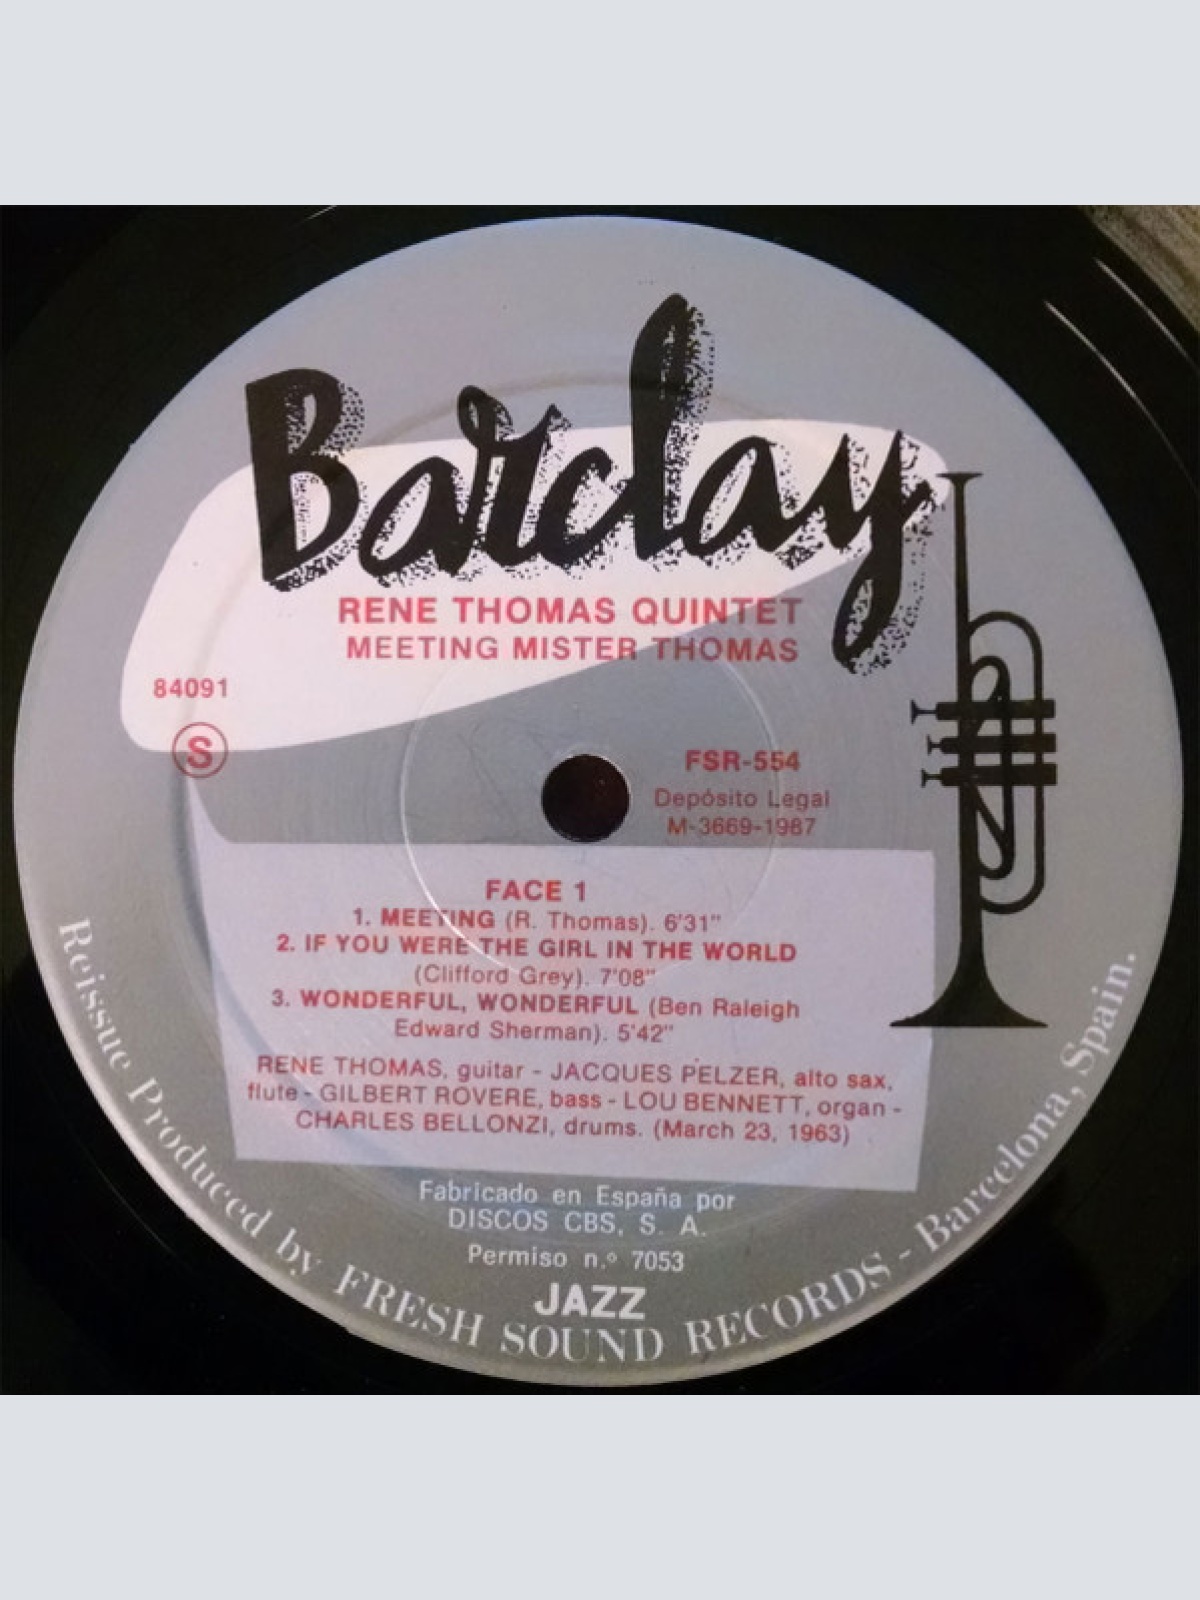 Barclay
RENE THOMAS QUINTET
MEETING MISTER THOMAS
84091
S
FSR-554
Depósito Legal
M-3669-1987
FACE 1
1. MEETING (R. Thomas). 6'31"
2. IF YOU WERE THE GIRL IN THE WORLD
(Clifford Grey). 7'08"
3. WONDERFUL, WONDERFUL (Ben Raleigh
Edward Sherman). 5'42"
RENE THOMAS, guitar - JACQUES PELZER, alto sax,
flute - GILBERT ROVERE, bass - LOU BENNETT, organ -
CHARLES BELLONZI, drums. (March 23, 1963)
Fabricado en España por
DISCOS CBS, S. A.
Permiso n.º 7053
JAZZ
Reissue Produced by FRESH SOUND RECORDS - Barcelona, Spain.